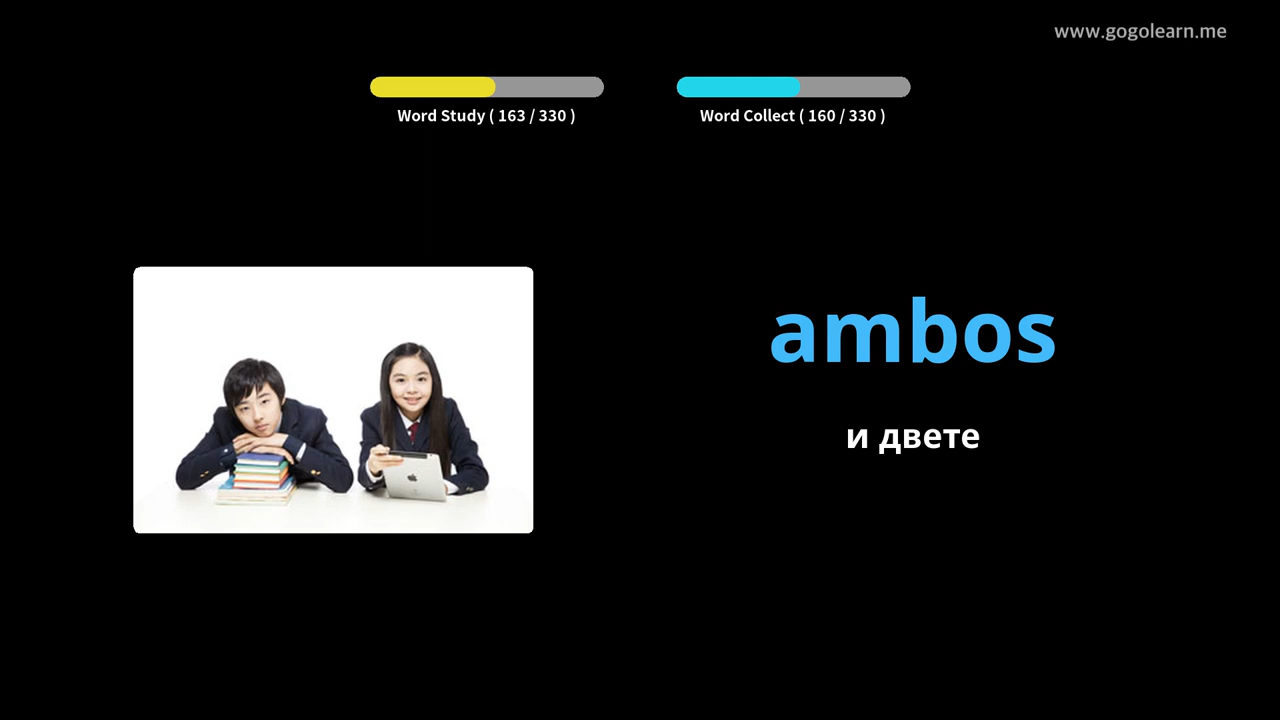 www.gogolearn.me
Word Study ( 163 / 330 )
Word Collect ( 160 / 330 )
ambos
и двете